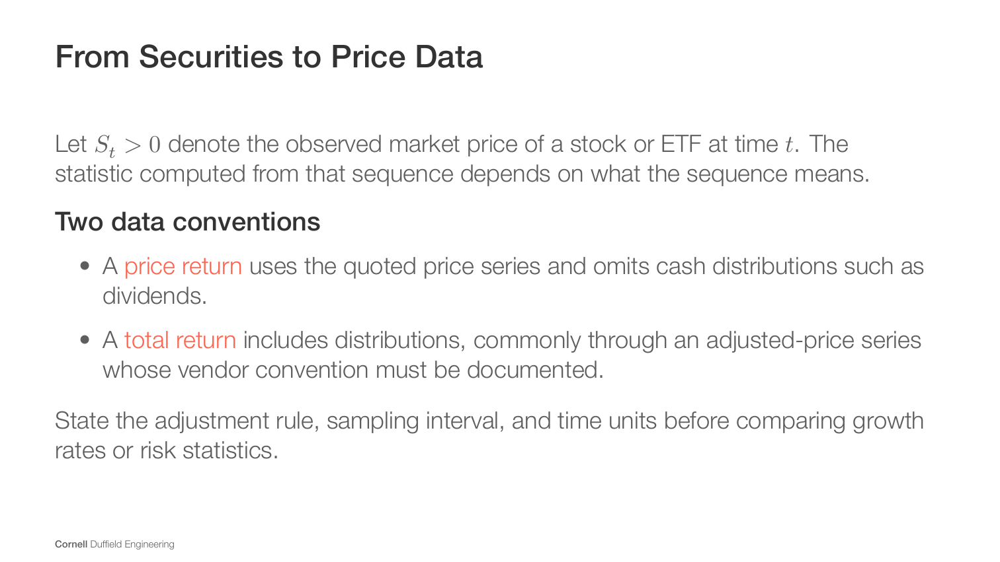 From Securities to Price Data
Let $S_t > 0$ denote the observed market price of a stock or ETF at time $t$. The
statistic computed from that sequence depends on what the sequence means.
Two data conventions
• A price return uses the quoted price series and omits cash distributions such as
dividends.
• A total return includes distributions, commonly through an adjusted-price series
whose vendor convention must be documented.
State the adjustment rule, sampling interval, and time units before comparing growth
rates or risk statistics.
Cornell Duffield Engineering